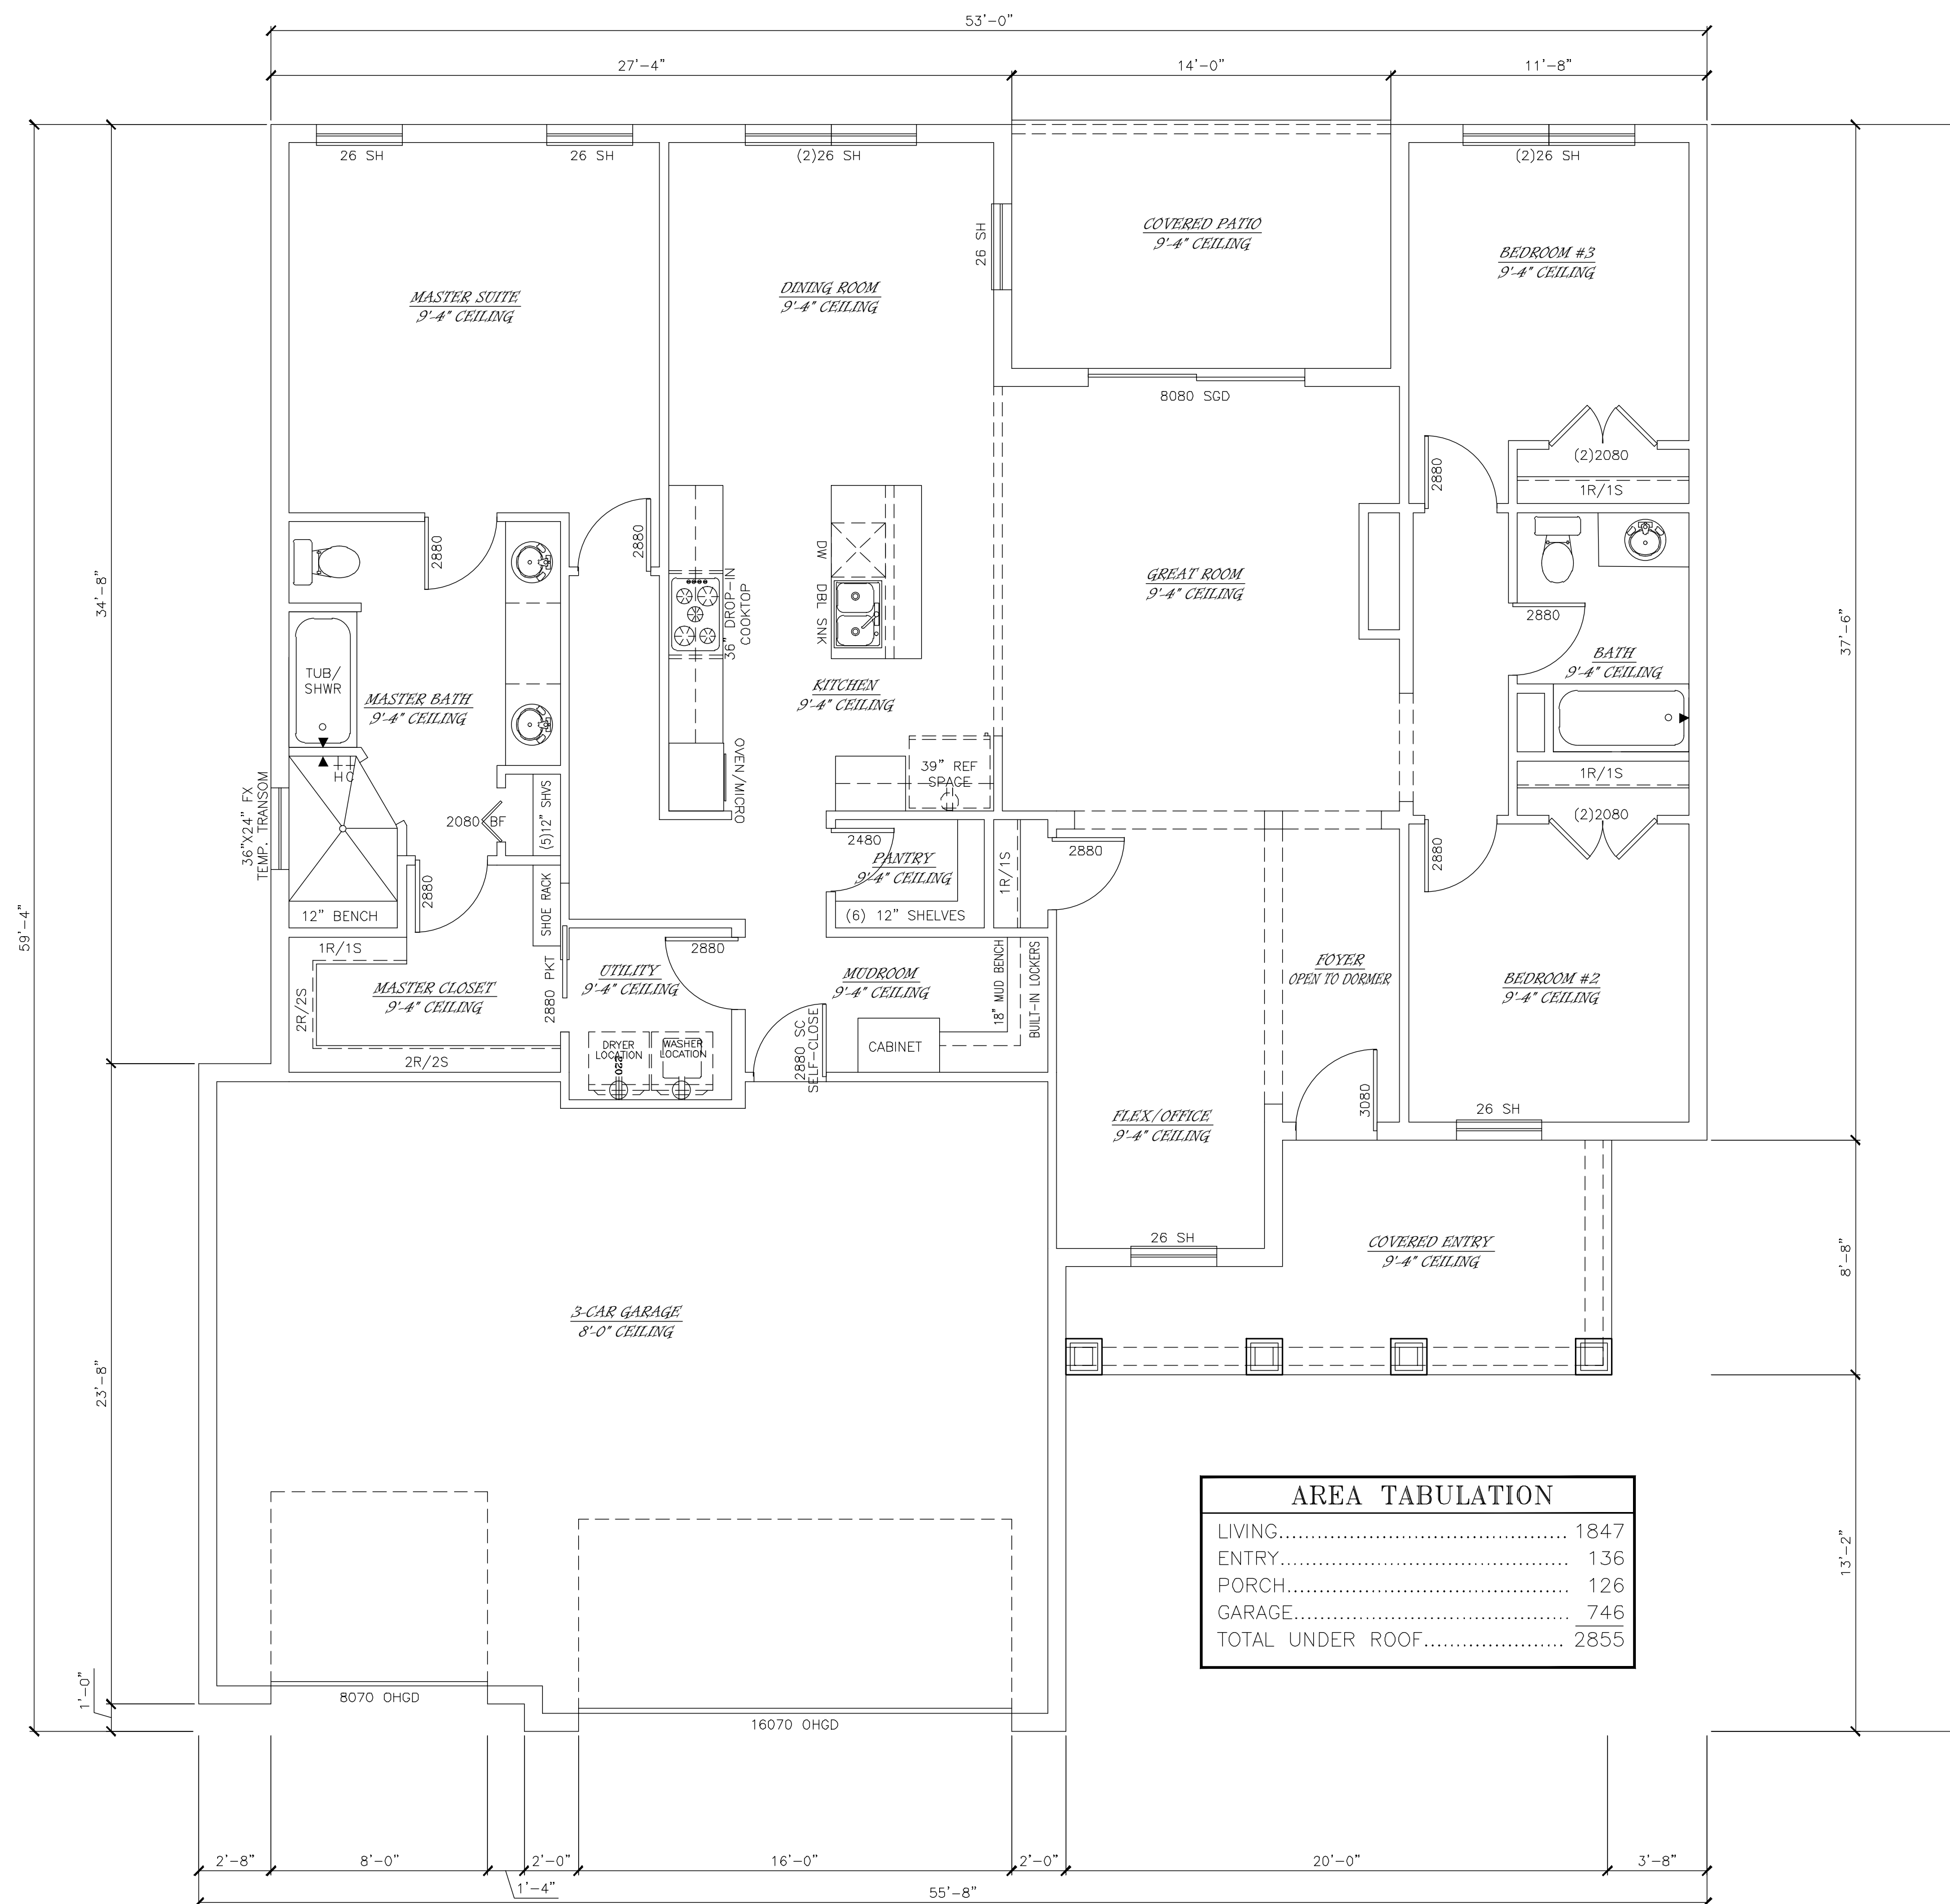 53'-0"
27'-4"
14'-0"
11'-8"
26 SH
26 SH
(2)26 SH
(2)26 SH
26 SH
COVERED PATIO
9'-4" CEILING
BEDROOM #3
9'-4" CEILING
MASTER SUITE
9'-4" CEILING
DINING ROOM
9'-4" CEILING
8080 SGD
(2)2080
1R/1S
2880
2880
2880
34'-8"
37'-6"
59'-4"
36" DROP-IN
COOKTOP
DW
DBL SNK
GREAT ROOM
9'-4" CEILING
2880
BATH
9'-4" CEILING
TUB/
SHWR
MASTER BATH
9'-4" CEILING
KITCHEN
9'-4" CEILING
H C
36"X24" FX
TEMP. TRANSOM
OVEN/MICRO
39" REF
SPACE
1R/1S
(2)2080
2080 BF
(5)12" SHVS
2480
PANTRY
9'-4" CEILING
(6) 12" SHELVES
1R/1S
2880
2880
2880
12" BENCH
SHOE RACK
1R/1S
2R/2S
MASTER CLOSET
9'-4" CEILING
2R/2S
2880 PKT
UTILITY
9'-4" CEILING
2880
MUDROOM
9'-4" CEILING
18" MUD BENCH
BUILT-IN LOCKERS
FOYER
OPEN TO DORMER
BEDROOM #2
9'-4" CEILING
DRYER
LOCATION
220
WASHER
LOCATION
2880 SC
SELF-CLOSE
CABINET
3080
26 SH
FLEX/OFFICE
9'-4" CEILING
26 SH
COVERED ENTRY
9'-4" CEILING
8'-8"
3-CAR GARAGE
8'-0" CEILING
23'-8"
AREA TABULATION
LIVING............................................ 1847
ENTRY............................................ 136
PORCH........................................... 126
GARAGE.......................................... 746
TOTAL UNDER ROOF...................... 2855
13'-2"
1'-0"
8070 OHGD
16070 OHGD
2'-8"
8'-0"
1'-4"
2'-0"
16'-0"
2'-0"
20'-0"
3'-8"
55'-8"